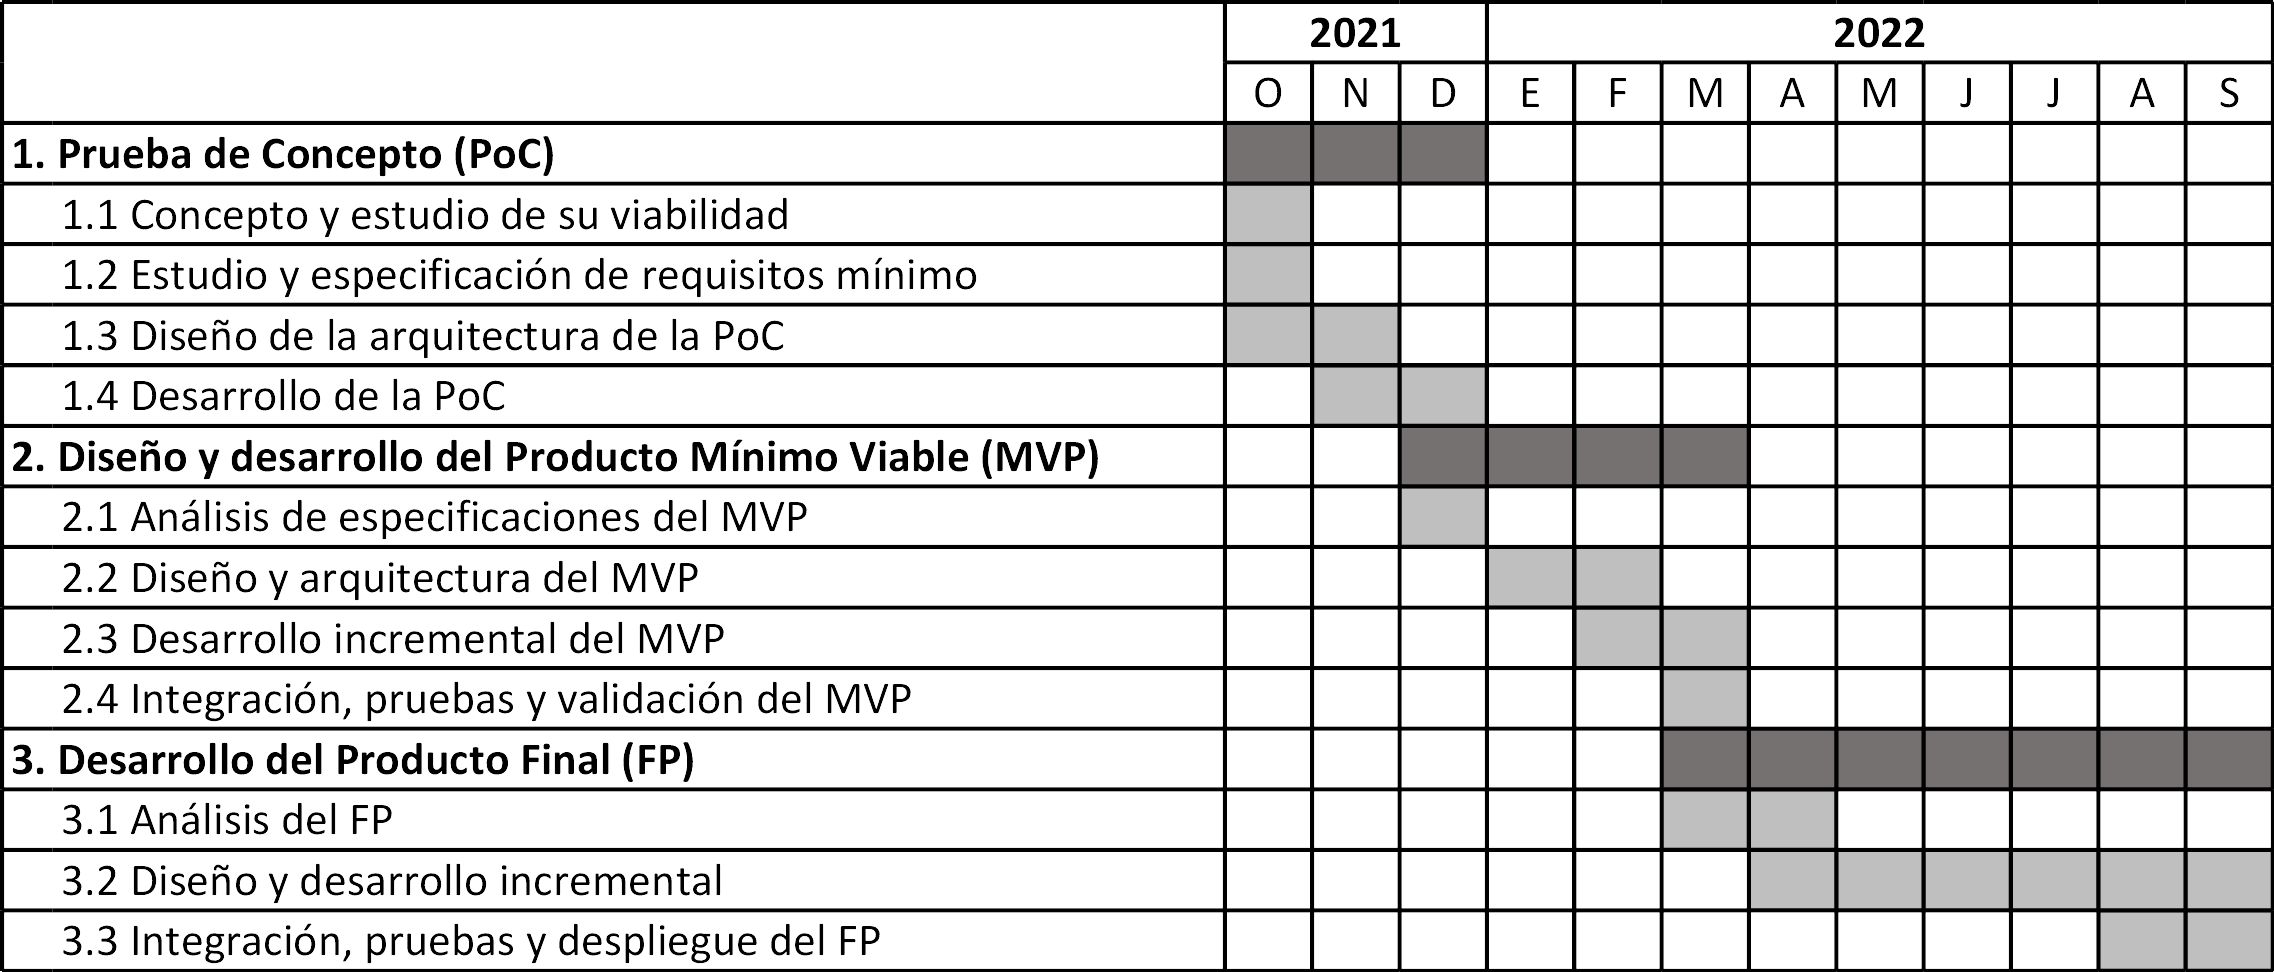 2021 2022
O N D E F M A M J J A S
1. Prueba de Concepto (PoC)
1.1 Concepto y estudio de su viabilidad
1.2 Estudio y especificación de requisitos mínimo
1.3 Diseño de la arquitectura de la PoC
1.4 Desarrollo de la PoC
2. Diseño y desarrollo del Producto Mínimo Viable (MVP)
2.1 Análisis de especificaciones del MVP
2.2 Diseño y arquitectura del MVP
2.3 Desarrollo incremental del MVP
2.4 Integración, pruebas y validación del MVP
3. Desarrollo del Producto Final (FP)
3.1 Análisis del FP
3.2 Diseño y desarrollo incremental
3.3 Integración, pruebas y despliegue del FP